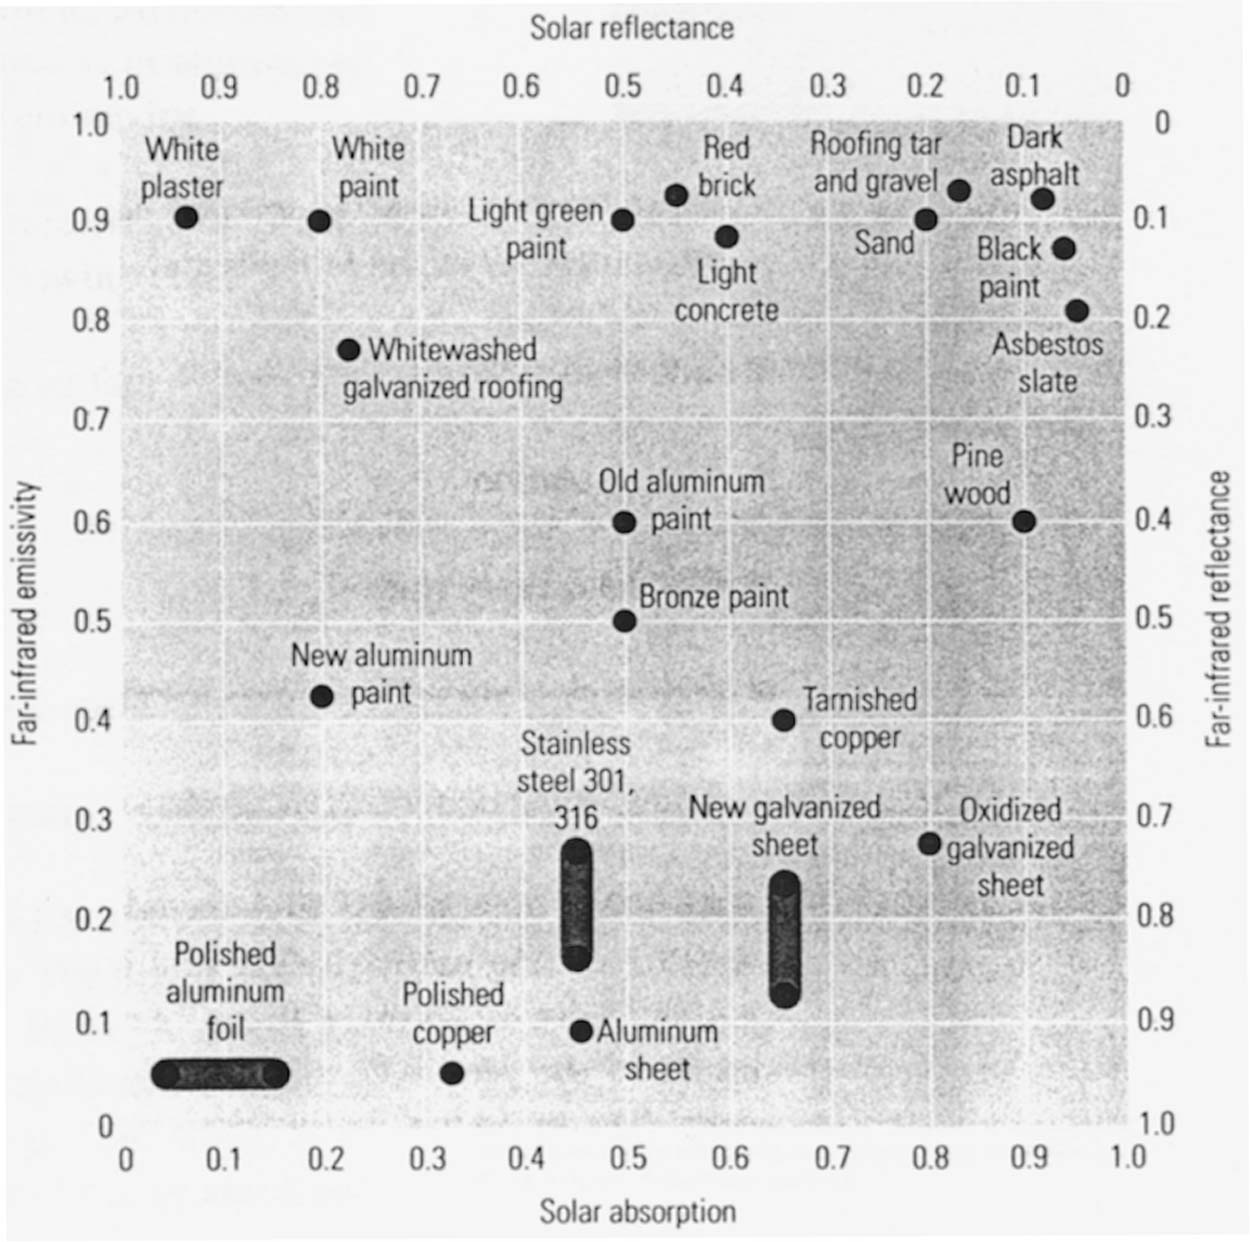 Solar reflectance
1.0 0.9 0.8 0.7 0.6 0.5 0.4 0.3 0.2 0.1 0
1.0
0
White
plaster
White
paint
Light green
paint
Red
brick
Light
concrete
Roofing tar
and gravel
Dark
asphalt
Sand
Black
paint
Asbestos
slate
0.9
0.1
0.8
0.2
Whitewashed
galvanized roofing
0.7
0.3
Old aluminum
paint
Pine
wood
0.6
0.4
Bronze paint
0.5
0.5
New aluminum
paint
Tarnished
copper
0.4
0.6
Stainless
steel 301,
316
New galvanized
sheet
Oxidized
galvanized
sheet
0.3
0.7
0.2
0.8
Polished
aluminum
foil
Polished
copper
Aluminum
sheet
0.1
0.9
0
1.0
Far-infrared emissivity
Far-infrared reflectance
0 0.1 0.2 0.3 0.4 0.5 0.6 0.7 0.8 0.9 1.0
Solar absorption